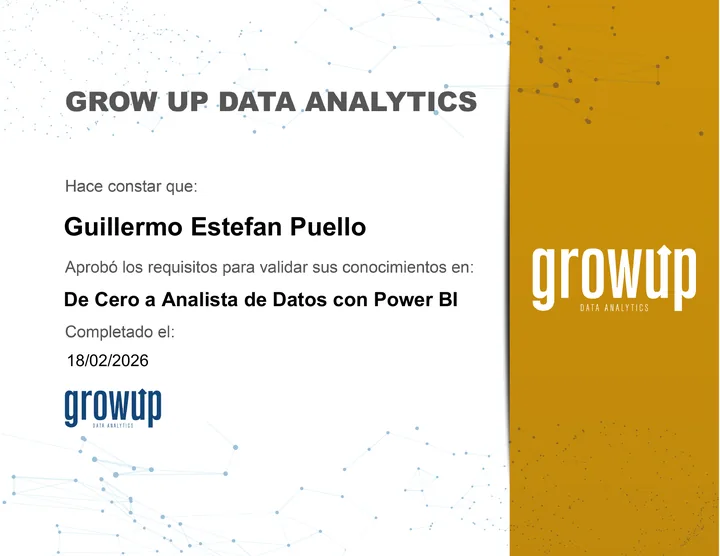 GROW UP DATA ANALYTICS
Hace constar que:
Guillermo Estefan Puello
Aprobó los requisitos para validar sus conocimientos en:
De Cero a Analista de Datos con Power BI
Completado el:
18/02/2026
growup
DATA ANALYTICS
growup
DATA ANALYTICS